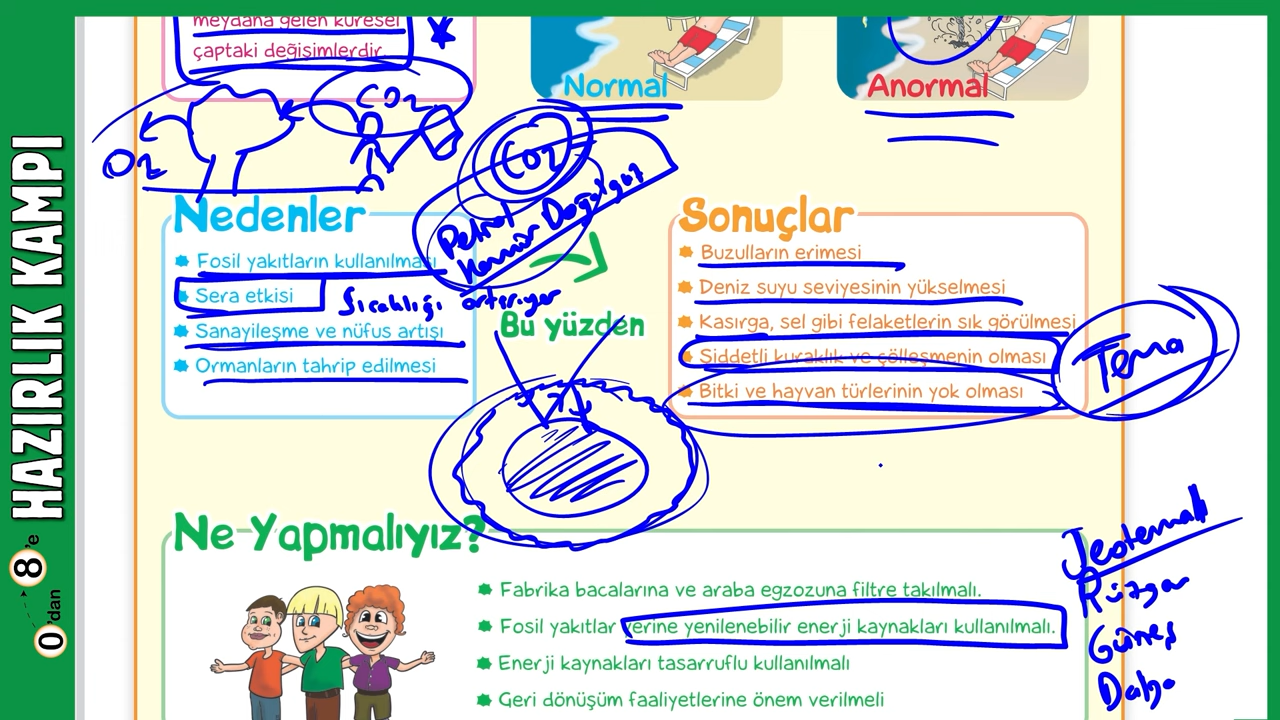 meydana gelen küresel
çaptaki değişimlerdir.
Normal
Anormal
CO2
O2
CO2
Petrol
Kömür Doğalgaz
HAZIRLIK KAMPI
0'dan 8'e
Nedenler
Fosil yakıtların kullanılması
Sera etkisi
Sıcaklığı artırıyor
Sanayileşme ve nüfus artışı
Ormanların tahrip edilmesi
Bu yüzden
Sonuçlar
Buzulların erimesi
Deniz suyu seviyesinin yükselmesi
Kasırga, sel gibi felaketlerin sık görülmesi
Şiddetli kuraklık ve çölleşmenin olması
Bitki ve hayvan türlerinin yok olması
Tema
Ne Yapmalıyız?
Fabrika bacalarına ve araba egzozuna filtre takılmalı.
Fosil yakıtlar yerine yenilenebilir enerji kaynakları kullanılmalı.
Enerji kaynakları tasarruflu kullanılmalı
Geri dönüşüm faaliyetlerine önem verilmeli
Jeotermal
Rüzgar
Güneş
Dalga